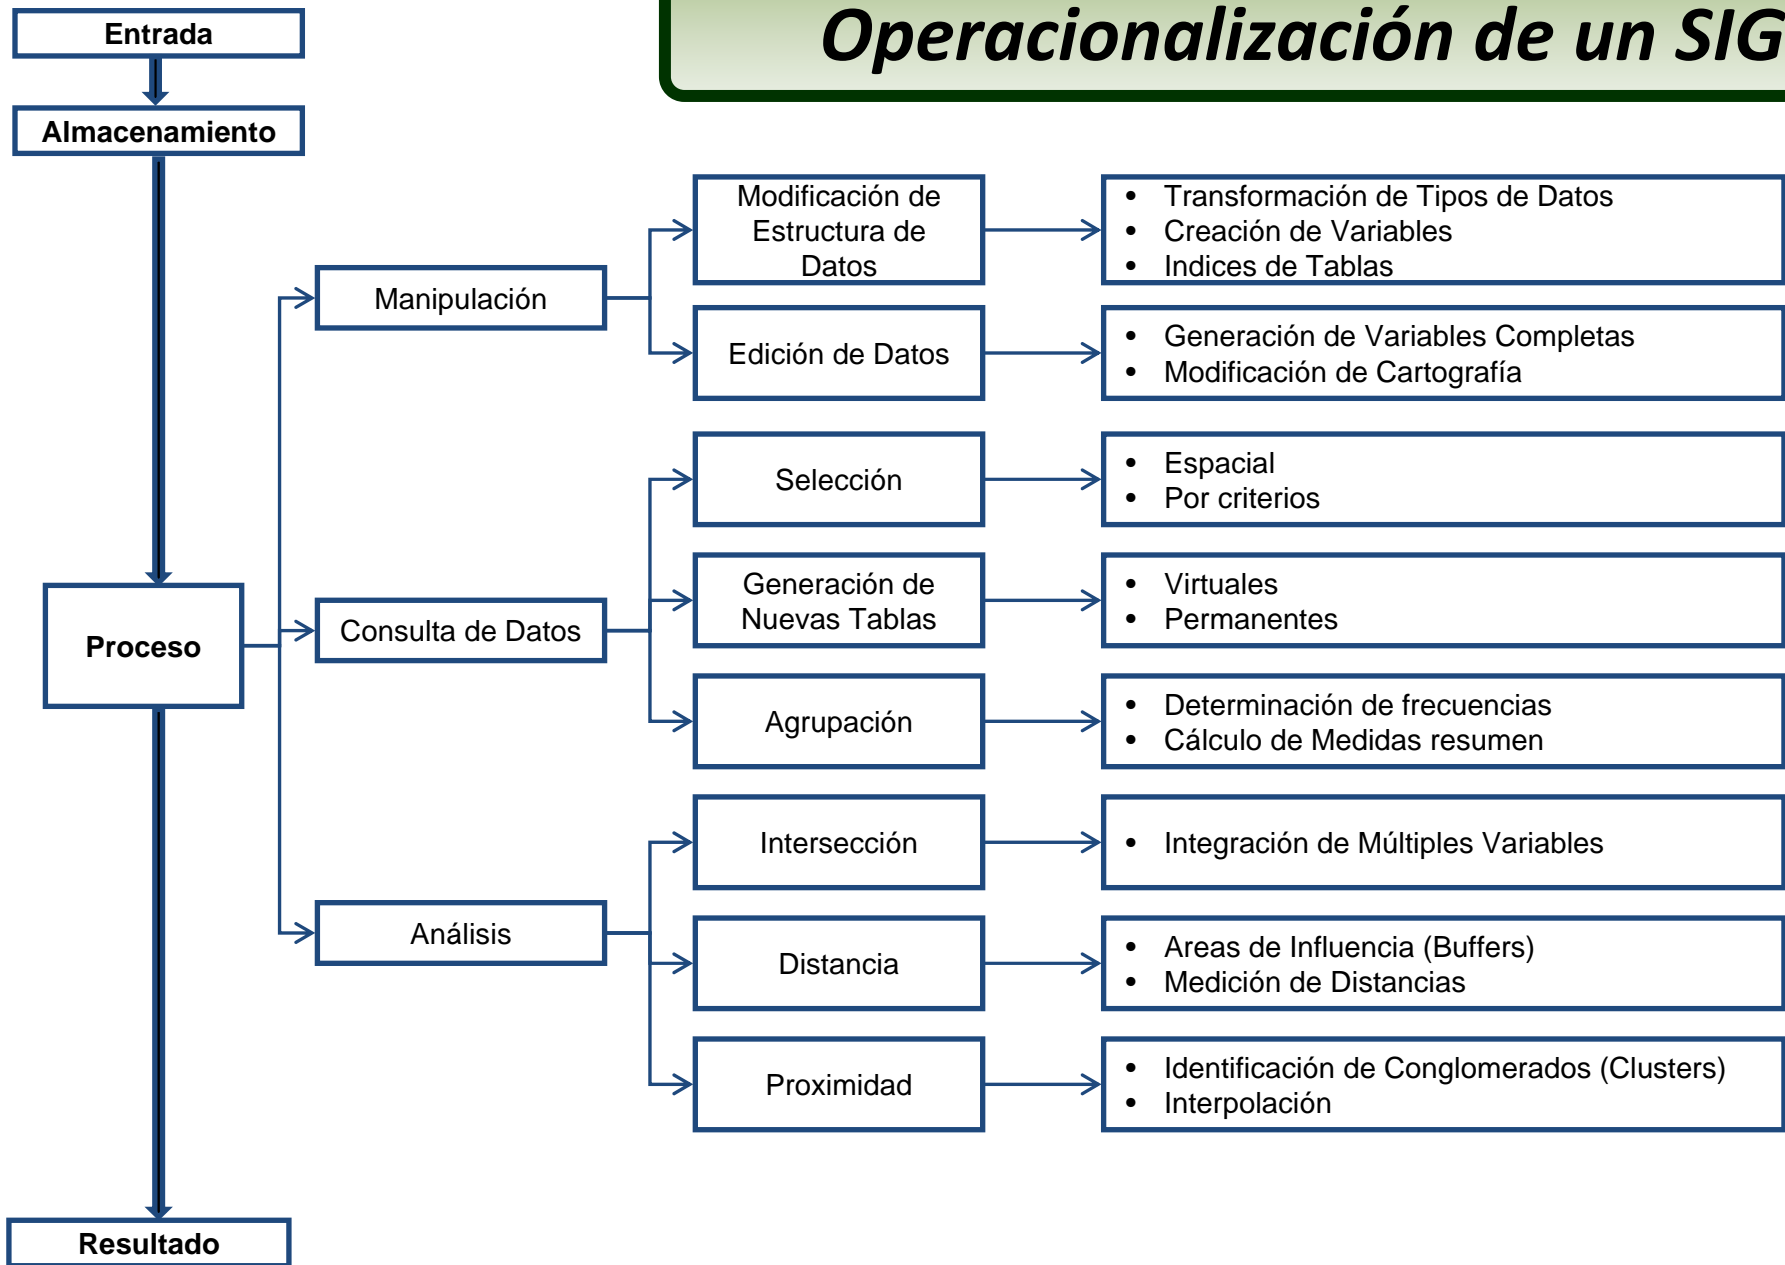 Operacionalización de un SIG
Entrada
Almacenamiento
Proceso
Resultado
Manipulación
Modificación de
Estructura de
Datos
• Transformación de Tipos de Datos
• Creación de Variables
• Indices de Tablas
Edición de Datos
• Generación de Variables Completas
• Modificación de Cartografía
Consulta de Datos
Selección
• Espacial
• Por criterios
Generación de
Nuevas Tablas
• Virtuales
• Permanentes
Agrupación
• Determinación de frecuencias
• Cálculo de Medidas resumen
Análisis
Intersección
• Integración de Múltiples Variables
Distancia
• Areas de Influencia (Buffers)
• Medición de Distancias
Proximidad
• Identificación de Conglomerados (Clusters)
• Interpolación